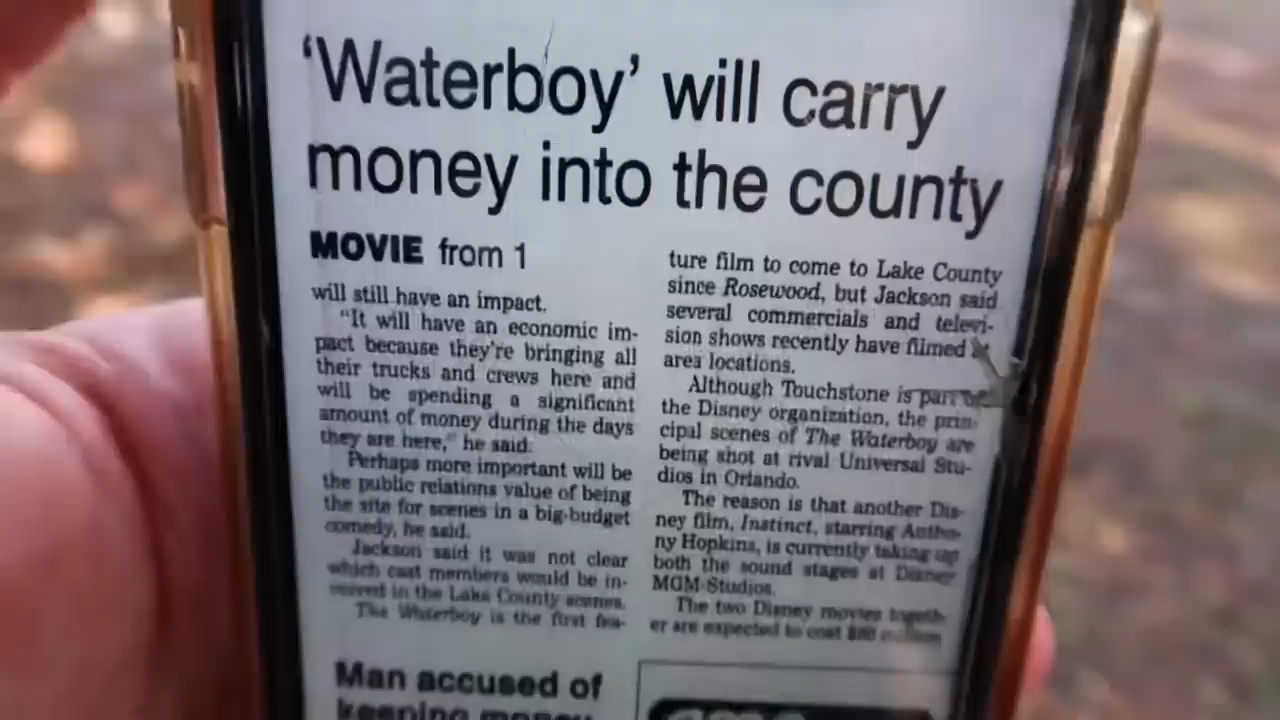 ‘Waterboy’ will carry
money into the county
MOVIE from 1
will still have an impact.
“It will have an economic im-
pact because they’re bringing all
their trucks and crews here and
will be spending a significant
amount of money during the days
they are here,” he said.
Perhaps more important will be
the public relations value of being
the site for scenes in a big-budget
comedy, he said.
Jackson said it was not clear
which cast members would be in-
volved in the Lake County scenes.
The Waterboy is the first fea-
ture film to come to Lake County
since Rosewood, but Jackson said
several commercials and televi-
sion shows recently have filmed at
area locations.
Although Touchstone is part of
the Disney organization, the prin-
cipal scenes of The Waterboy are
being shot at rival Universal Stu-
dios in Orlando.
The reason is that another Dis-
ney film, Instinct, starring Antho-
ny Hopkins, is currently taking up
both the sound stages at Disney
MGM Studios.
The two Disney movies togeth-
er are expected to cost
Man accused of
keeping money